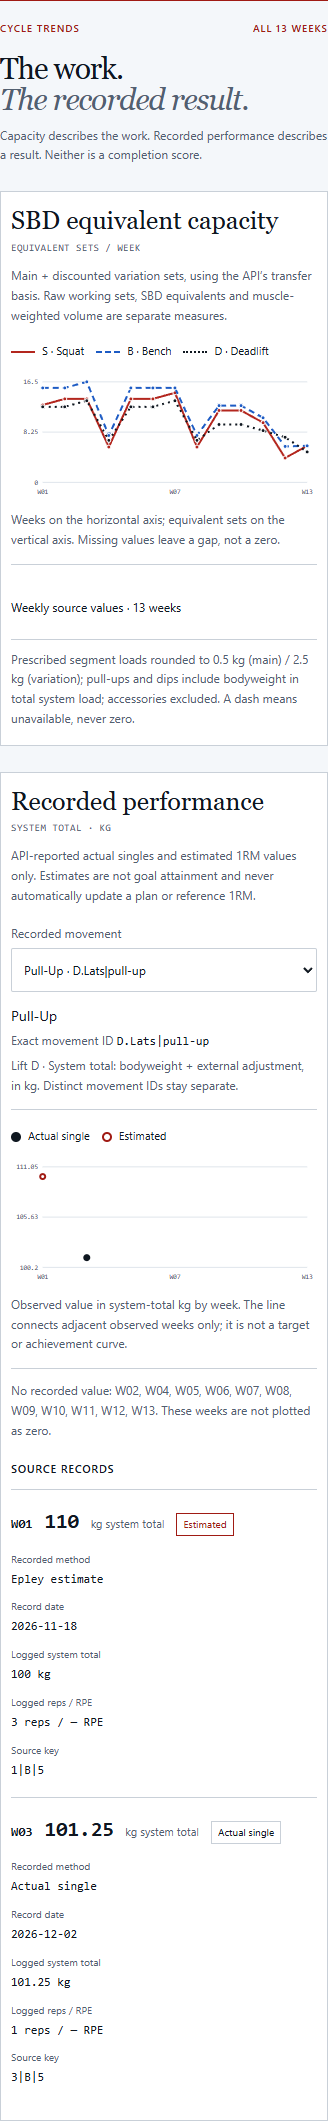 CYCLE TRENDS
ALL 13 WEEKS
The work.
The recorded result.
Capacity describes the work. Recorded performance describes
a result. Neither is a completion score.
SBD equivalent capacity
EQUIVALENT SETS / WEEK
Main + discounted variation sets, using the API's transfer
basis. Raw working sets, SBD equivalents and muscle-
weighted volume are separate measures.
S · Squat
B · Bench
D · Deadlift
16.5
8.25
0
W01
W07
W13
Weeks on the horizontal axis; equivalent sets on the
vertical axis. Missing values leave a gap, not a zero.
Weekly source values · 13 weeks
Prescribed segment loads rounded to 0.5 kg (main) / 2.5
kg (variation); pull-ups and dips include bodyweight in
total system load; accessories excluded. A dash means
unavailable, never zero.
Recorded performance
SYSTEM TOTAL · KG
API-reported actual singles and estimated 1RM values
only. Estimates are not goal attainment and never
automatically update a plan or reference 1RM.
Recorded movement
Pull-Up · D.Lats|pull-up
Pull-Up
Exact movement ID D.Lats|pull-up
Lift D · System total: bodyweight + external adjustment,
in kg. Distinct movement IDs stay separate.
Actual single
Estimated
111.05
105.63
100.2
W01
W07
W13
Observed value in system-total kg by week. The line
connects adjacent observed weeks only; it is not a target
or achievement curve.
No recorded value: W02, W04, W05, W06, W07, W08,
W09, W10, W11, W12, W13. These weeks are not plotted
as zero.
SOURCE RECORDS
W01 110 kg system total Estimated
Recorded method
Epley estimate
Record date
2026-11-18
Logged system total
100 kg
Logged reps / RPE
3 reps / — RPE
Source key
1|B|5
W03 101.25 kg system total Actual single
Recorded method
Actual single
Record date
2026-12-02
Logged system total
101.25 kg
Logged reps / RPE
1 reps / — RPE
Source key
3|B|5